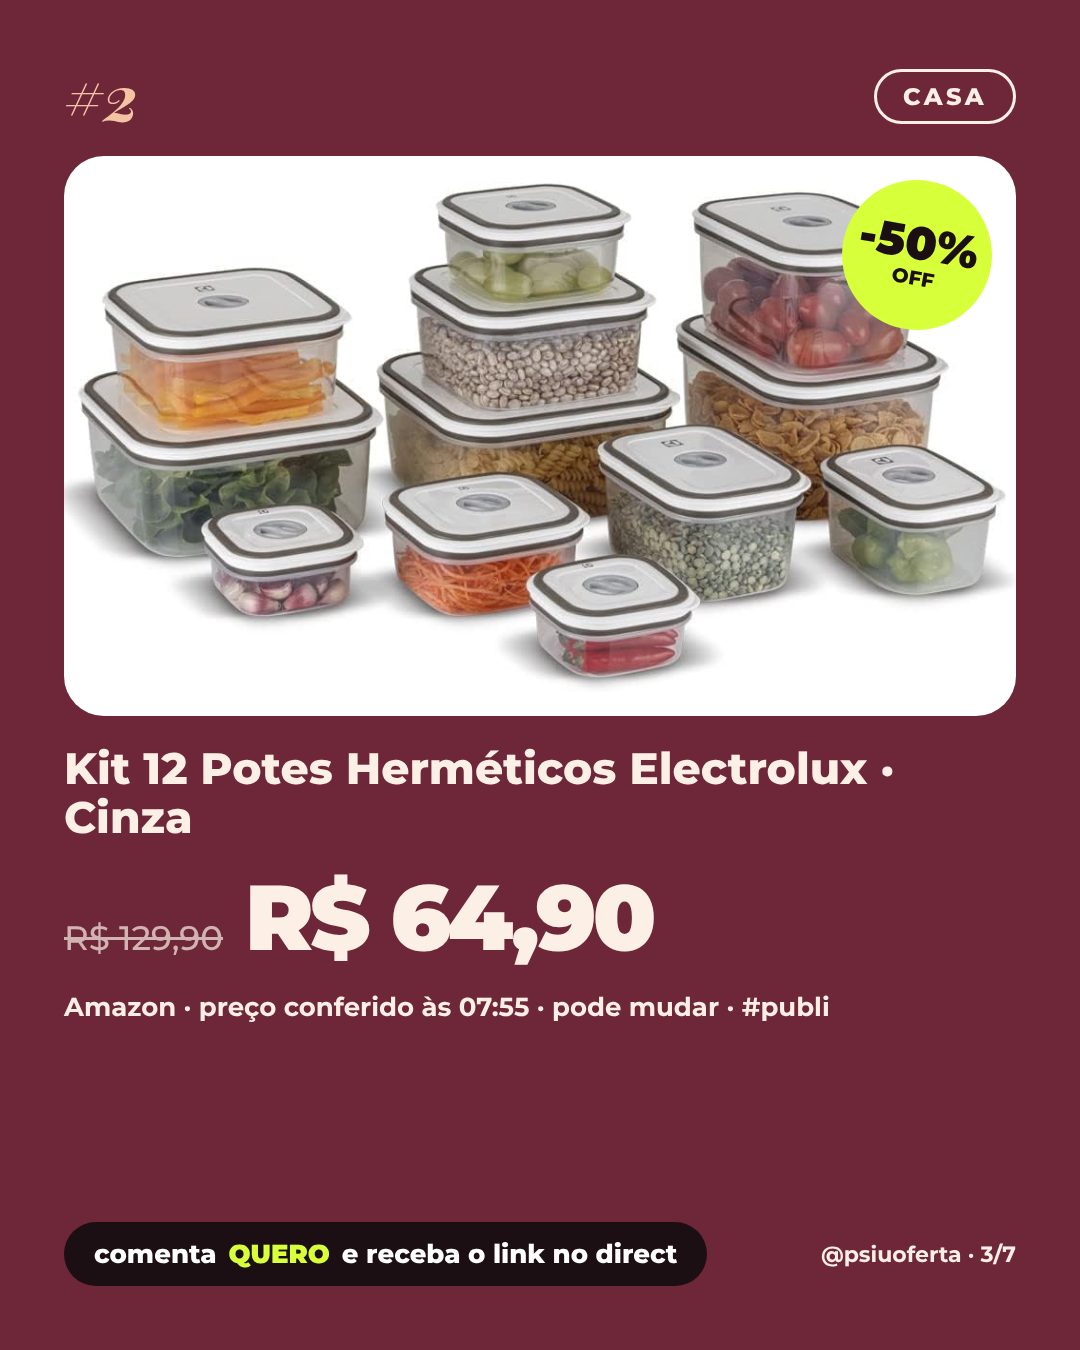 #2
CASA
-50%
OFF
Kit 12 Potes Herméticos Electrolux ·
Cinza
R$ 129,90 R$ 64,90
Amazon · preço conferido às 07:55 · pode mudar · #publi
comenta QUERO e receba o link no direct
@psiuoferta · 3/7